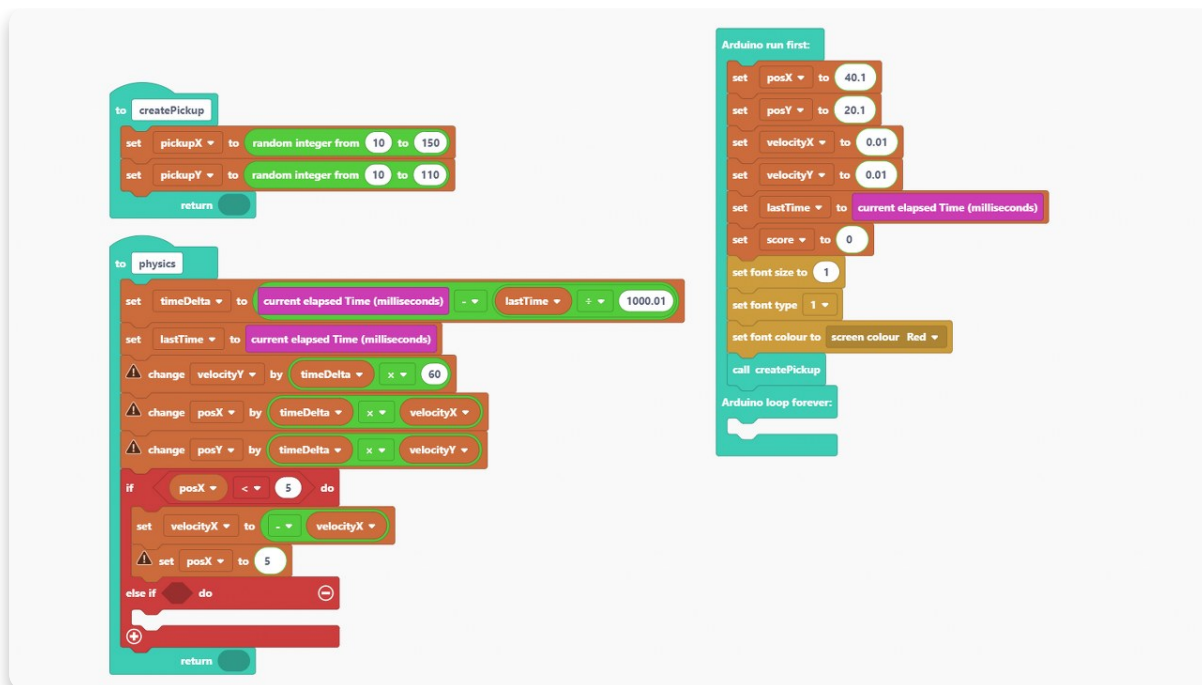 to createPickup
set pickupX to random integer from 10 to 150
set pickupY to random integer from 10 to 110
return
to physics
set timeDelta to current elapsed Time (milliseconds) - lastTime ÷ 1000.01
set lastTime to current elapsed Time (milliseconds)
change velocityY by timeDelta × 60
change posX by timeDelta × velocityX
change posY by timeDelta × velocityY
if posX < 5 do
set velocityX to - velocityX
set posX to 5
else if do
return
Arduino run first:
set posX to 40.1
set posY to 20.1
set velocityX to 0.01
set velocityY to 0.01
set lastTime to current elapsed Time (milliseconds)
set score to 0
set font size to 1
set font type 1
set font colour to screen colour Red
call createPickup
Arduino loop forever: